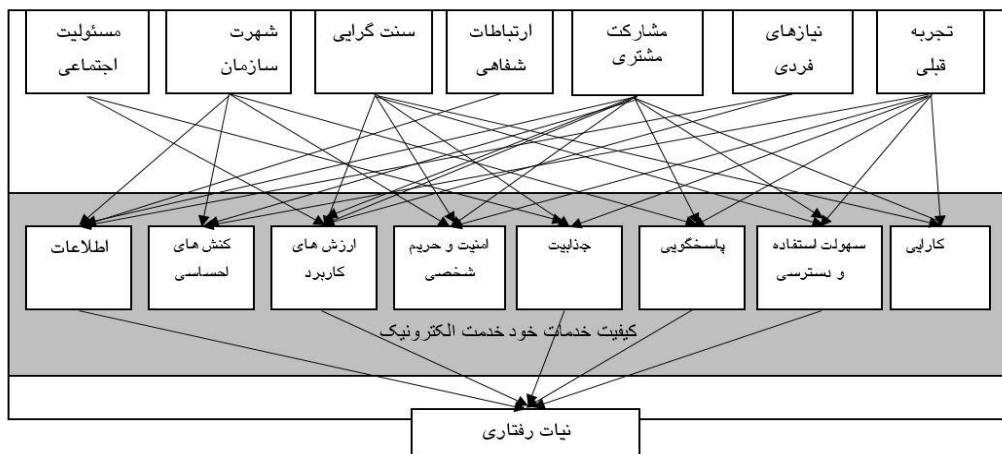 تجربه
قبلی
نیازهای
فردی
مشارکت
مشتری
ارتباطات
شفاهی
سنت گرایی
شهرت
سازمان
مسئولیت
اجتماعی
کارایی
سهولت استفاده
و دسترسی
پاسخگویی
جذابیت
امنیت و حریم
شخصی
ارزش های
کاربرد
کنش های
احساسی
اطلاعات
کیفیت خدمات خود خدمت الکترونیک
نیات رفتاری